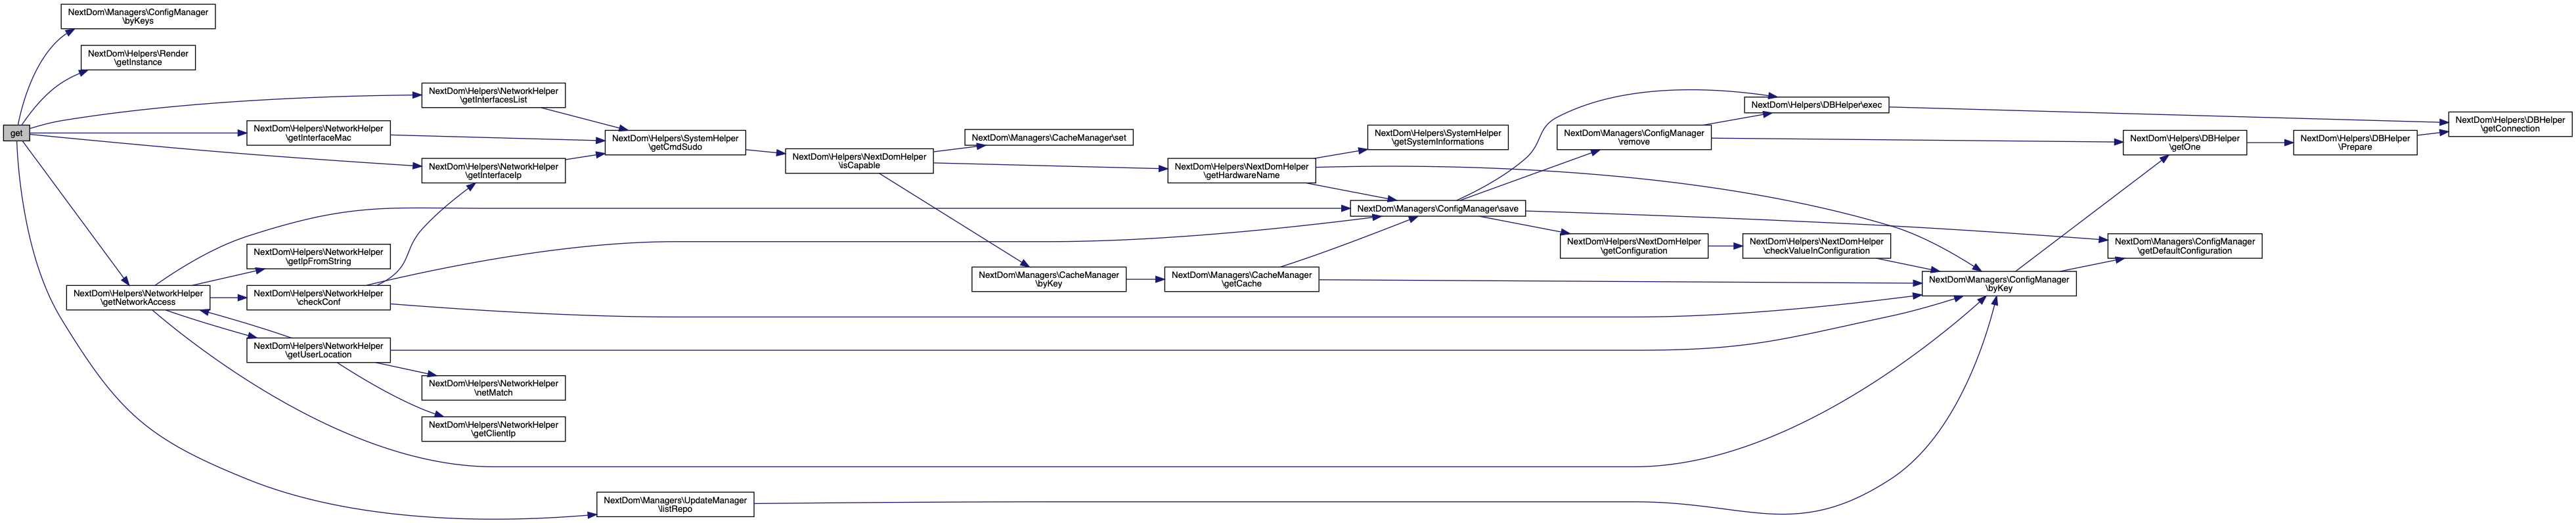 get
NextDom\Managers\ConfigManager
\byKeys
NextDom\Helpers\Render
\getInstance
NextDom\Helpers\NetworkHelper
\getInterfacesList
NextDom\Helpers\NetworkHelper
\getInterfaceMac
NextDom\Helpers\NetworkHelper
\getInterfaceIp
NextDom\Helpers\NetworkHelper
\getNetworkAccess
NextDom\Helpers\NetworkHelper
\getIpFromString
NextDom\Helpers\NetworkHelper
\checkConf
NextDom\Helpers\NetworkHelper
\getUserLocation
NextDom\Helpers\NetworkHelper
\netMatch
NextDom\Helpers\NetworkHelper
\getClientIp
NextDom\Managers\UpdateManager
\listRepo
NextDom\Helpers\SystemHelper
\getCmdSudo
NextDom\Helpers\NextDomHelper
\isCapable
NextDom\Managers\CacheManager\set
NextDom\Managers\CacheManager
\byKey
NextDom\Helpers\NextDomHelper
\getHardwareName
NextDom\Managers\CacheManager
\getCache
NextDom\Helpers\SystemHelper
\getSystemInformations
NextDom\Managers\ConfigManager\save
NextDom\Managers\ConfigManager
\remove
NextDom\Helpers\NextDomHelper
\getConfiguration
NextDom\Helpers\DBHelper\exec
NextDom\Helpers\NextDomHelper
\checkValueInConfiguration
NextDom\Managers\ConfigManager
\byKey
NextDom\Helpers\DBHelper
\getOne
NextDom\Managers\ConfigManager
\getDefaultConfiguration
NextDom\Helpers\DBHelper
\Prepare
NextDom\Helpers\DBHelper
\getConnection